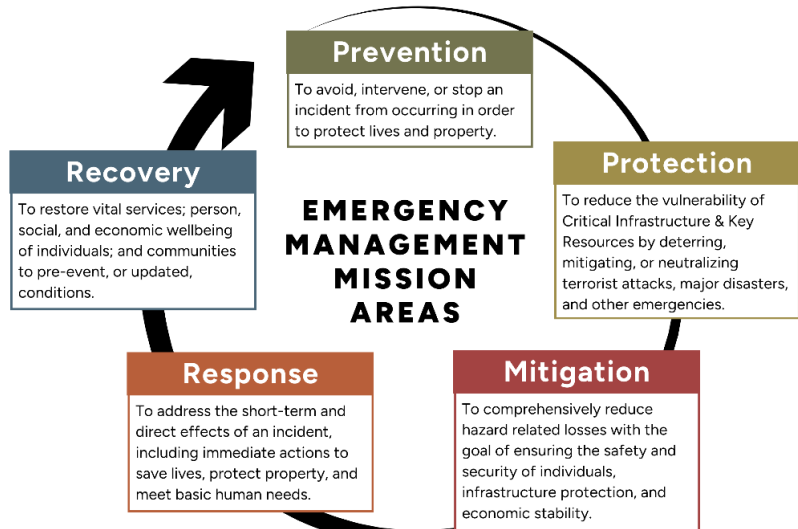 Prevention
To avoid, intervene, or stop an
incident from occurring in order
to protect lives and property.
Protection
To reduce the vulnerability of
Critical Infrastructure & Key
Resources by deterring,
mitigating, or neutralizing
terrorist attacks, major disasters,
and other emergencies.
Mitigation
To comprehensively reduce
hazard related losses with the
goal of ensuring the safety and
security of individuals,
infrastructure protection, and
economic stability.
Response
To address the short-term and
direct effects of an incident,
including immediate actions to
save lives, protect property, and
meet basic human needs.
Recovery
To restore vital services; person,
social, and economic wellbeing
of individuals; and communities
to pre-event, or updated,
conditions.
EMERGENCY
MANAGEMENT
MISSION
AREAS